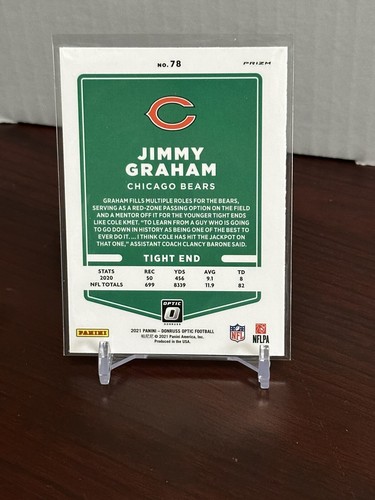 NO. 78
PRIZM
JIMMY
GRAHAM
CHICAGO BEARS
GRAHAM FILLS MULTIPLE ROLES FOR THE BEARS,
SERVING AS A RED-ZONE PASSING OPTION ON THE FIELD
AND A MENTOR OFF IT FOR THE YOUNGER TIGHT ENDS
LIKE COLE KMET. "TO LEARN FROM A GUY WHO IS GOING
TO GO DOWN IN HISTORY AS BEING ONE OF THE BEST TO
EVER DO IT. ... I THINK COLE HAS HIT THE JACKPOT ON
THAT ONE," ASSISTANT COACH CLANCY BARONE SAID.
TIGHT END
STATS REC YDS AVG TD
2020 50 456 9.1 8
NFL TOTALS 699 8339 11.9 82
OPTIC
DONRUSS
PANINI
2021 PANINI - DONRUSS OPTIC FOOTBALL
© 2021 Panini America, Inc.
Produced in the USA.
NFL
NFLPA